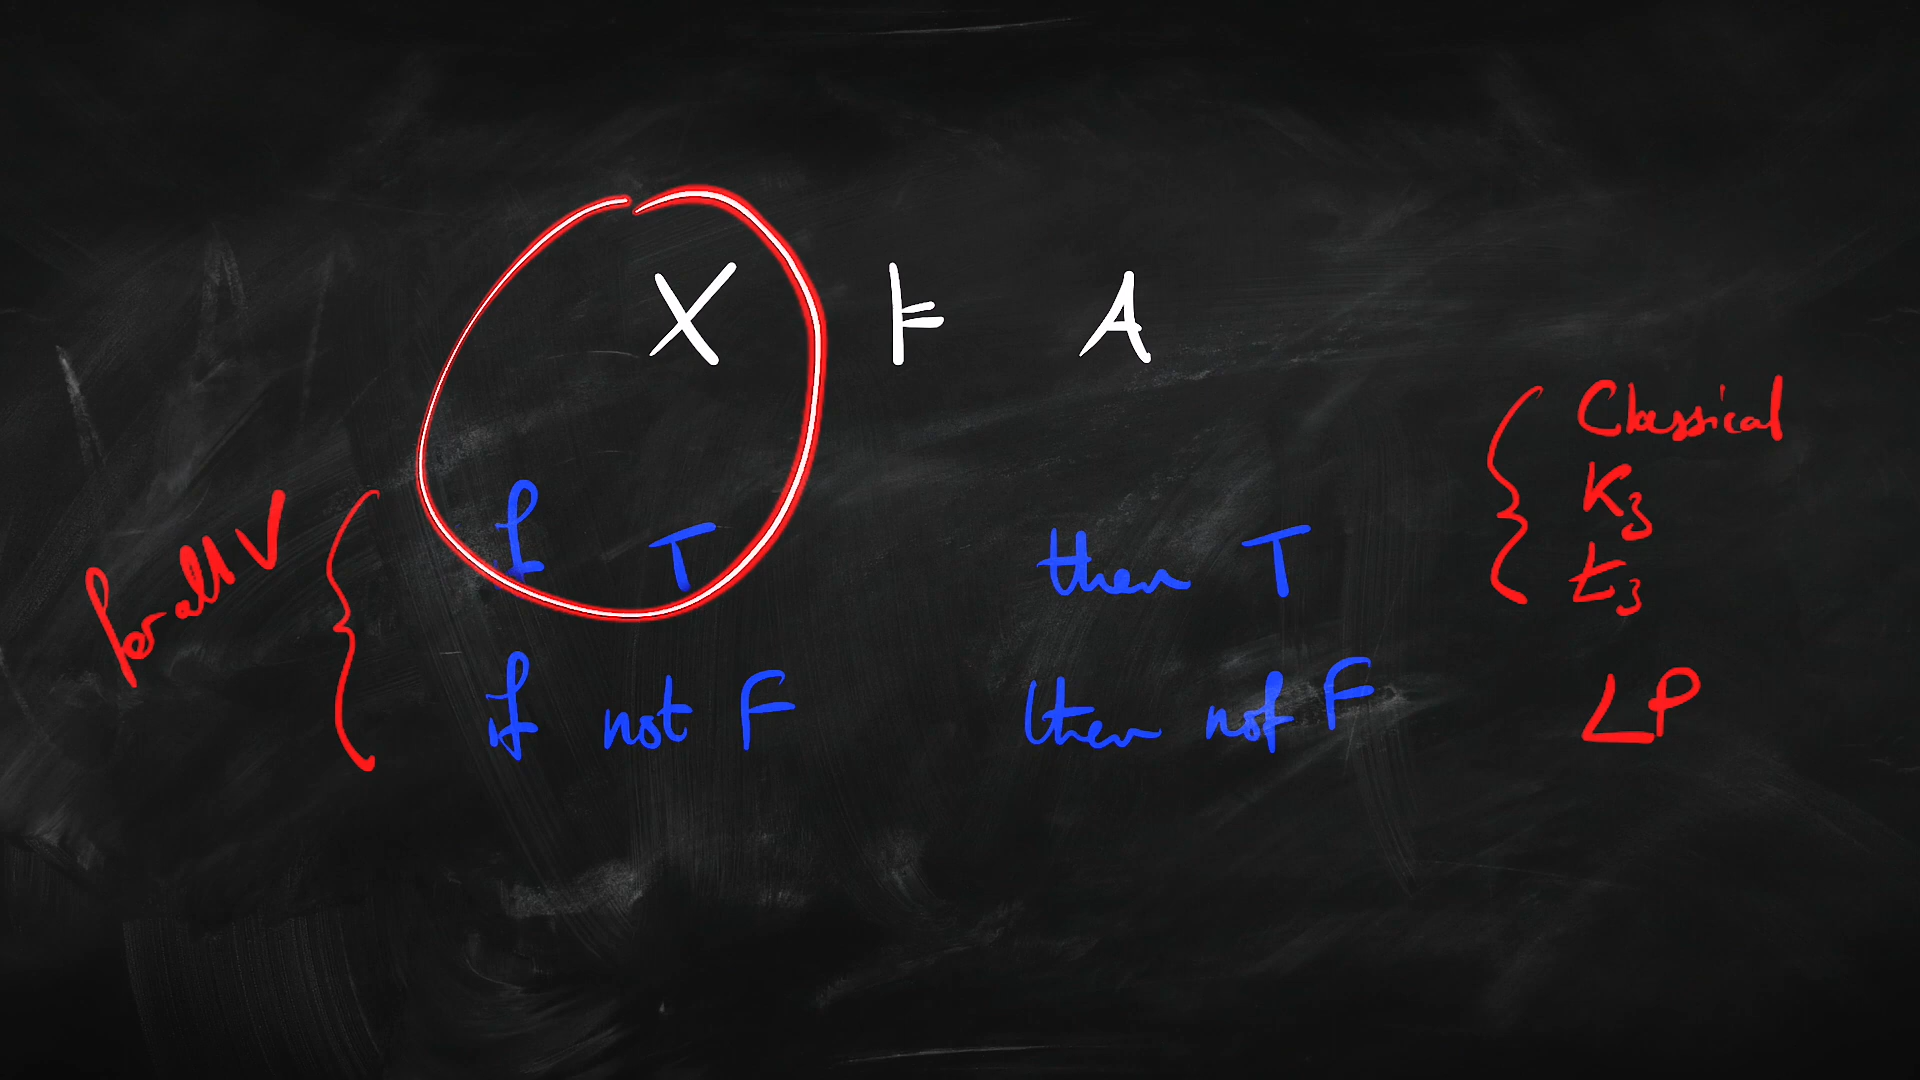 X ⊨ A
Classical
K3
Ł3
for all V
if T then T
if not F then not F
LP